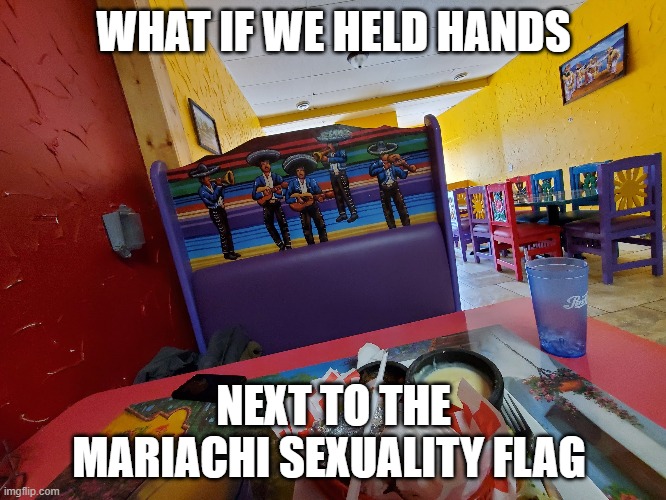 WHAT IF WE HELD HANDS
NEXT TO THE
MARIACHI SEXUALITY FLAG
imgflip.com